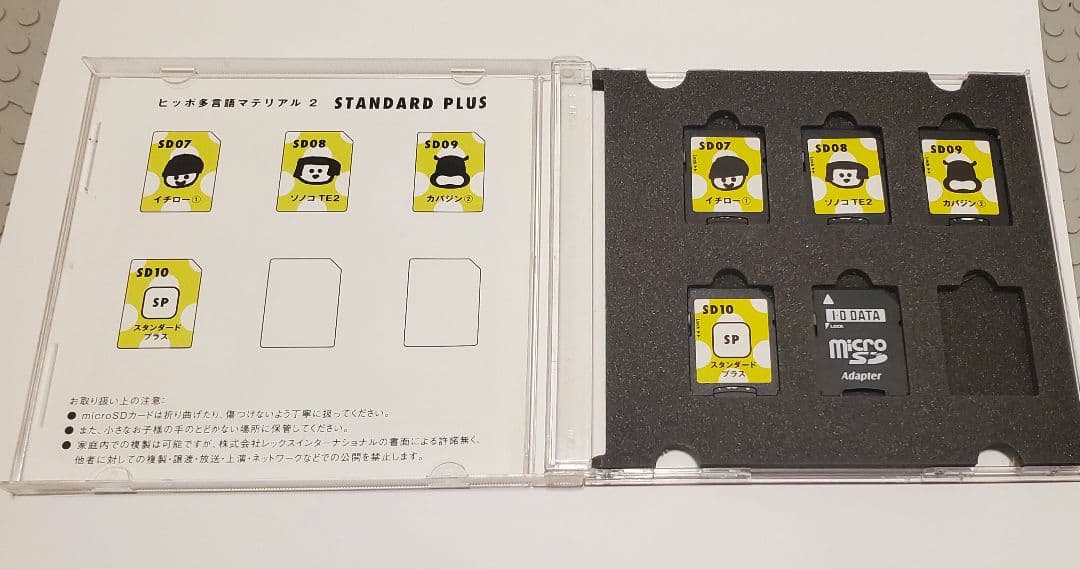 ヒッポ多言語マテリアル 2 STANDARD PLUS
SD07
イチロー①
SD08
ソノコ TE2
SD09
カバジン②
SD10
SP
スタンダード
プラス
お取り扱い上の注意:
● microSDカードは折り曲げたり、傷つけないよう丁寧に扱ってください。
● また、小さなお子様の手のとどかない場所に保管してください。
● 家庭内での複製は可能ですが、株式会社レックスインターナショナルの書面による許諾無く、
他者に対しての複製・譲渡・放送・上演・ネットワークなどでの公開を禁止します。
SD07
イチロー①
SD08
ソノコ TE2
SD09
カバジン②
SD10
SP
スタンダード
プラス
I-O DATA
LOCK
micro
SD
Adapter